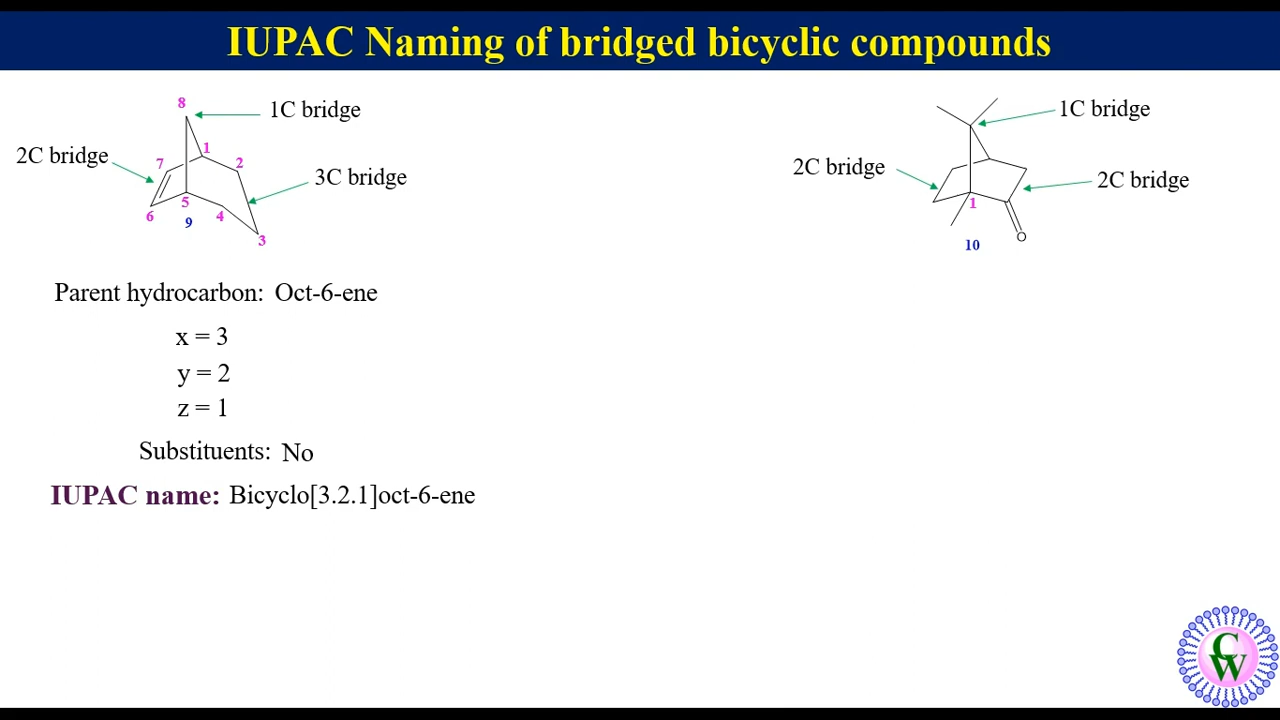 IUPAC Naming of bridged bicyclic compounds
8
1C bridge
1
2C bridge
7
2
3C bridge
5
6
4
9
3
1C bridge
2C bridge
2C bridge
1
O
10
Parent hydrocarbon: Oct-6-ene
x = 3
y = 2
z = 1
Substituents: No
IUPAC name: Bicyclo[3.2.1]oct-6-ene
CW